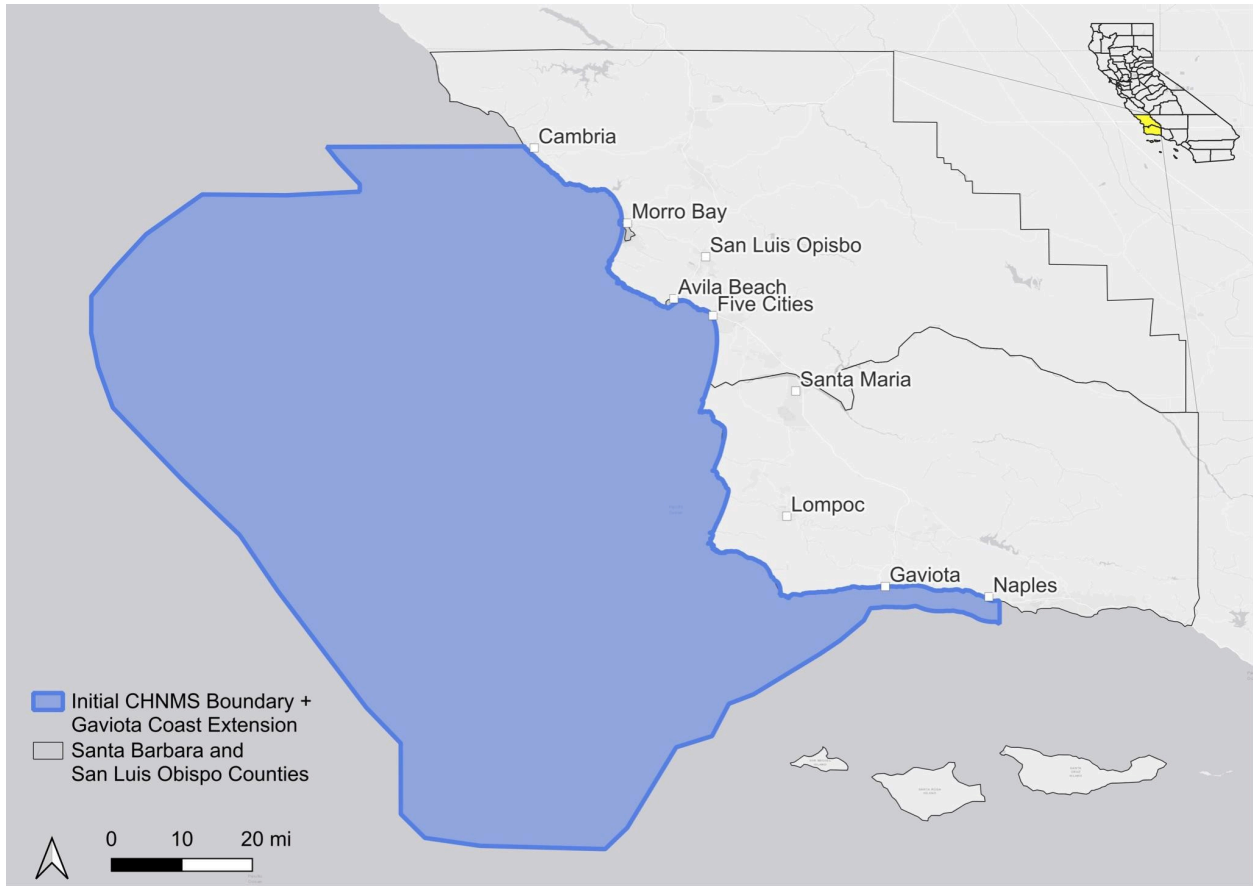 Cambria
Morro Bay
San Luis Opisbo
Avila Beach
Five Cities
Santa Maria
Lompoc
Gaviota
Naples
Initial CHNMS Boundary +
Gaviota Coast Extension
Santa Barbara and
San Luis Obispo Counties
0 10 20 mi